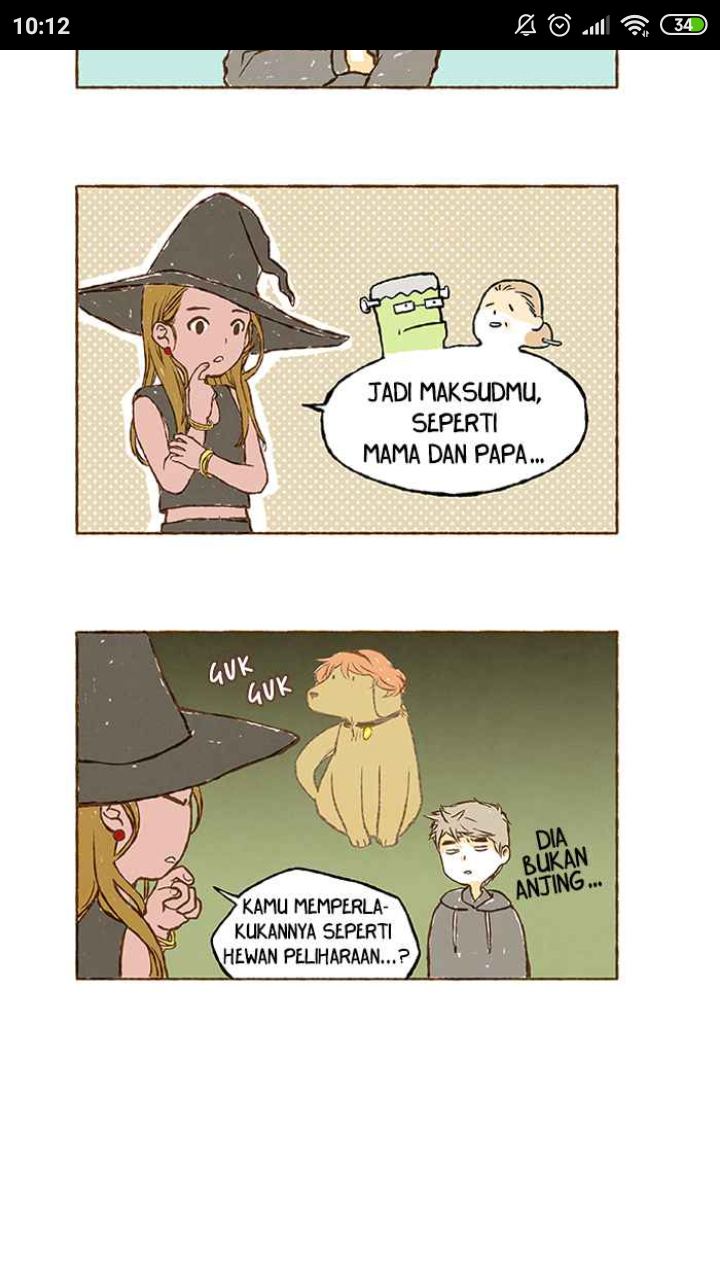 10:12
34
JADI MAKSUDMU,
SEPERTI
MAMA DAN PAPA...
GUK
GUK
DIA
BUKAN
ANJING...
KAMU MEMPERLA-
KUKANNYA SEPERTI
HEWAN PELIHARAAN...?